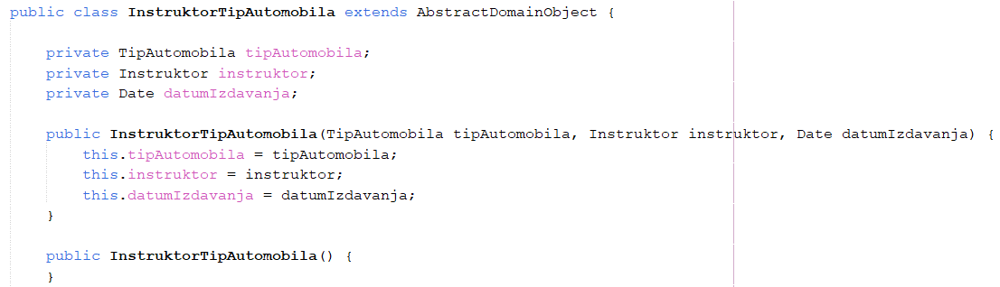 public class InstruktorTipAutomobila extends AbstractDomainObject {
private TipAutomobila tipAutomobila;
private Instruktor instruktor;
private Date datumIzdavanja;
public InstruktorTipAutomobila(TipAutomobila tipAutomobila, Instruktor instruktor, Date datumIzdavanja) {
this.tipAutomobila = tipAutomobila;
this.instruktor = instruktor;
this.datumIzdavanja = datumIzdavanja;
}
public InstruktorTipAutomobila() {
}